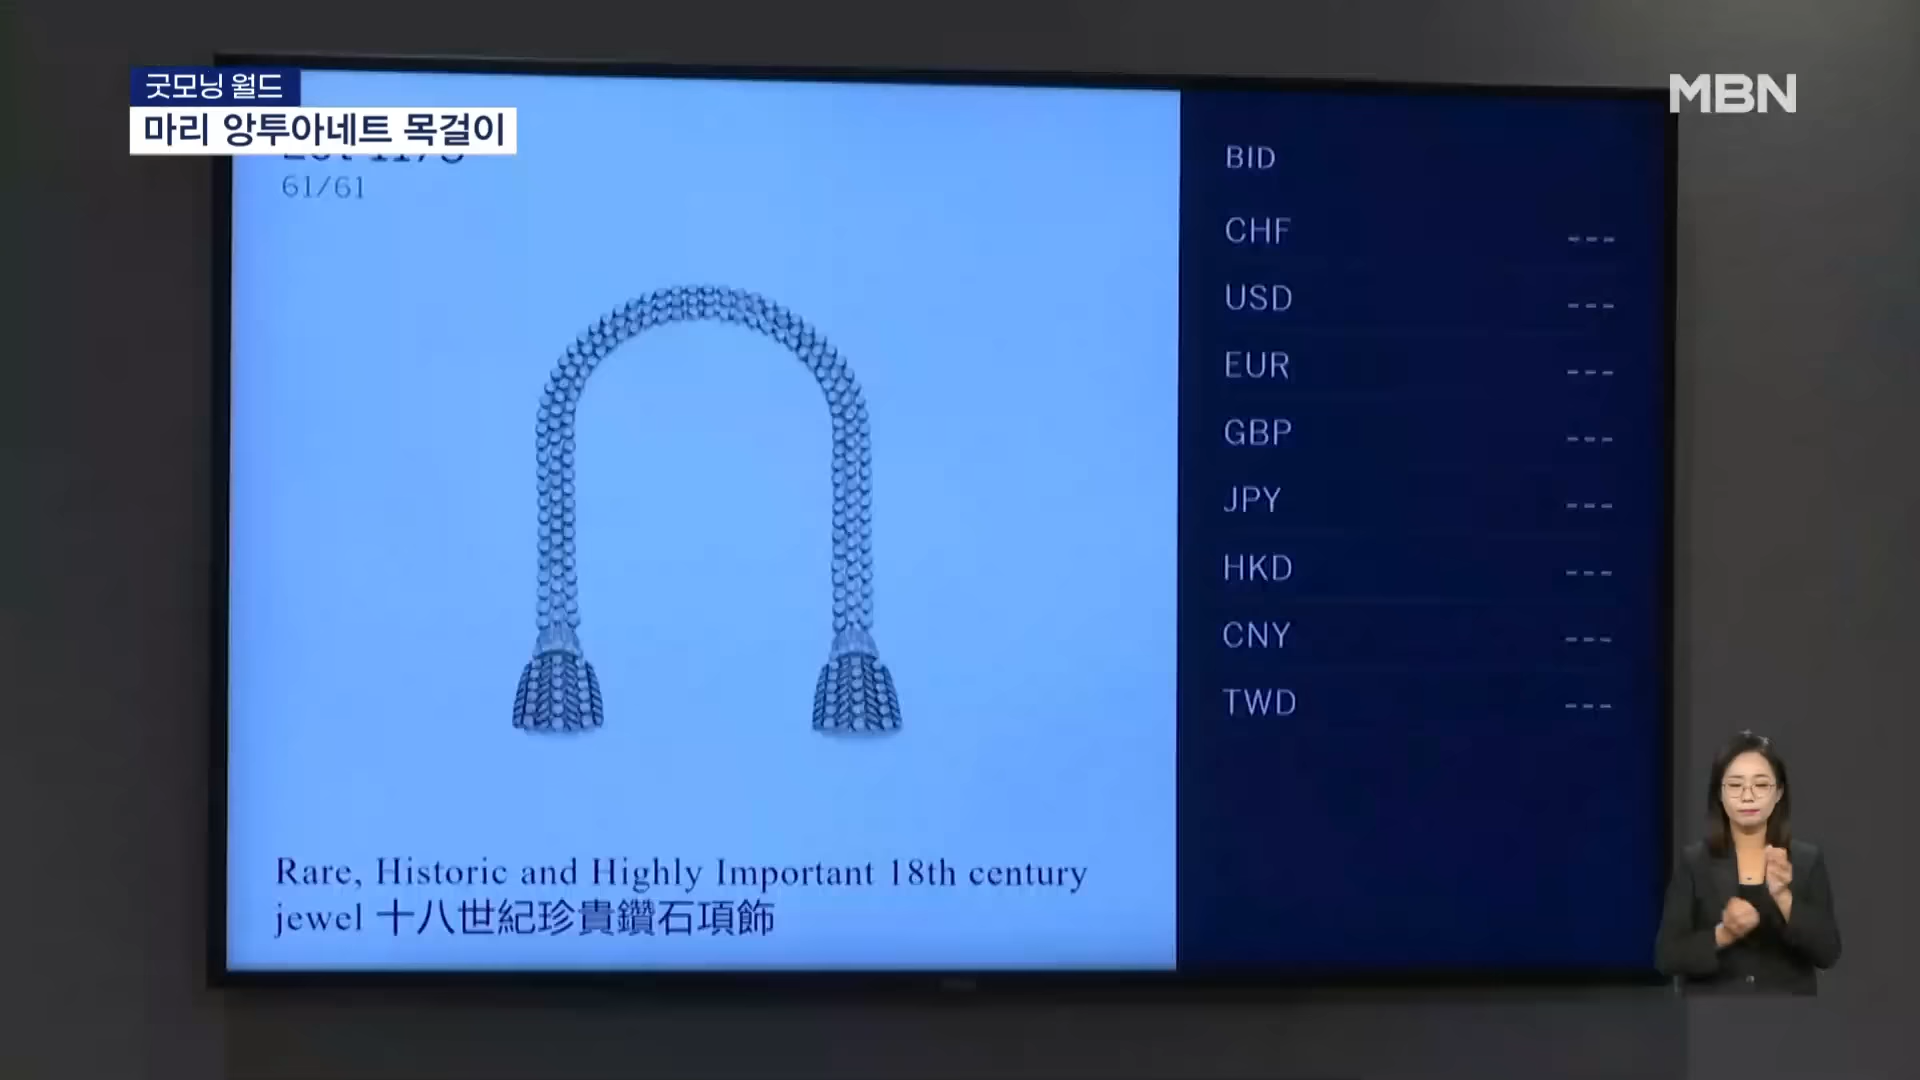 굿모닝 월드
마리 앙투아네트 목걸이
MBN
61/61
Rare, Historic and Highly Important 18th century
jewel 十八世紀珍貴鑽石項飾
BID
CHF ---
USD ---
EUR ---
GBP ---
JPY ---
HKD ---
CNY ---
TWD ---